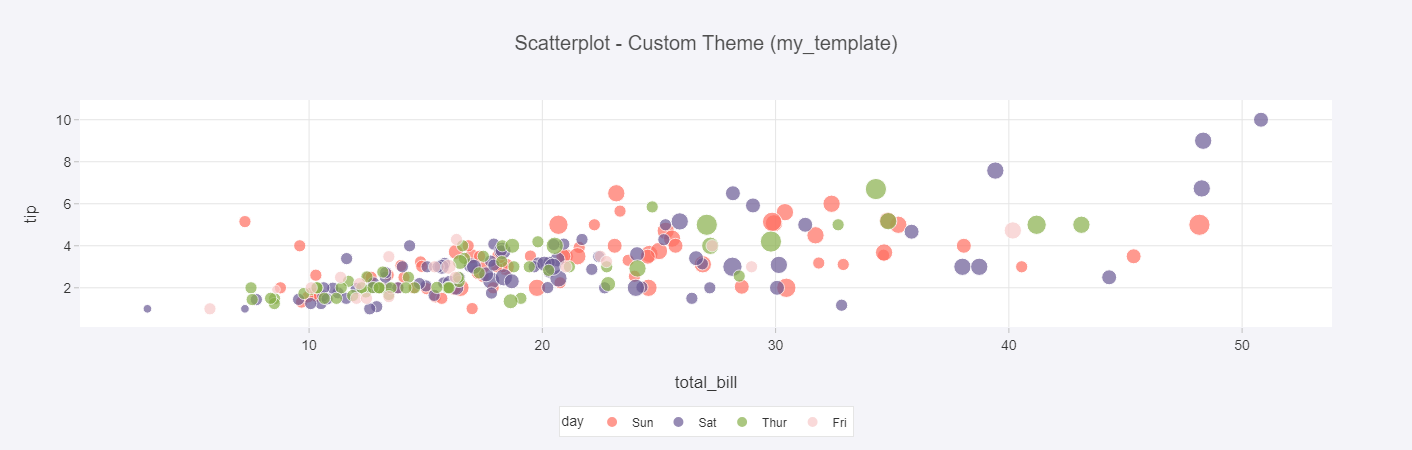 Scatterplot - Custom Theme (my_template)
10
8
6
4
2
tip
10 20 30 40 50
total_bill
day Sun Sat Thur Fri